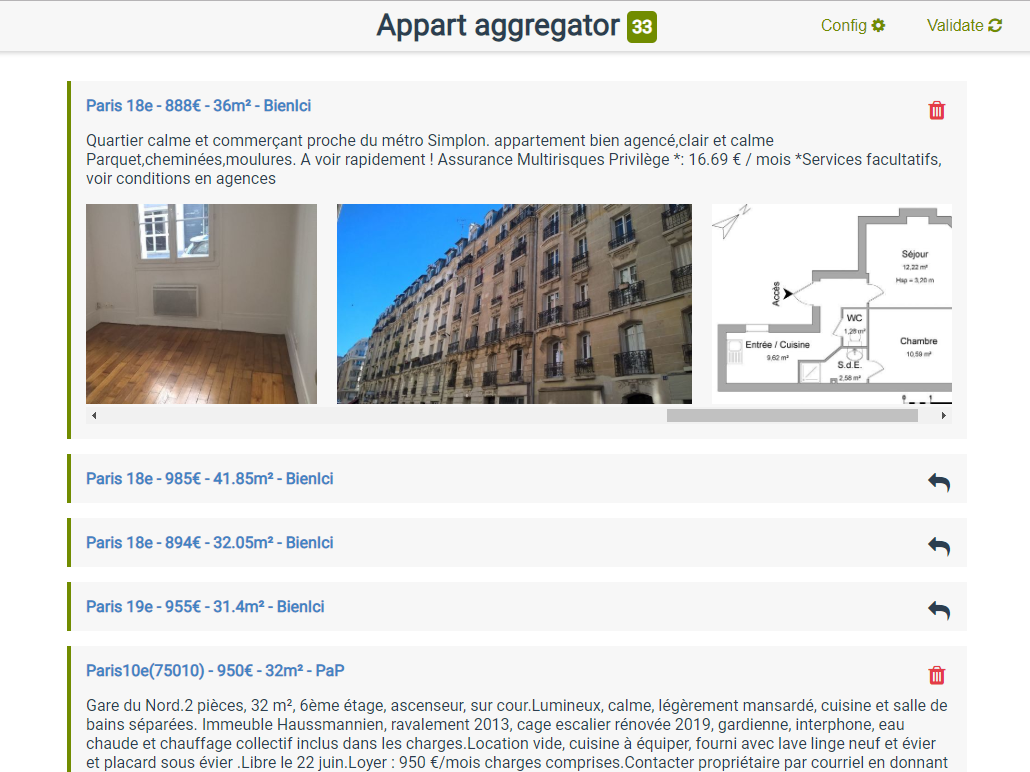 Appart aggregator 33
Config
Validate
Paris 18e - 888€ - 36m² - BienIci
Quartier calme et commerçant proche du métro Simplon. appartement bien agencé,clair et calme
Parquet,cheminées,moulures. A voir rapidement ! Assurance Multirisques Privilège *: 16.69 € / mois *Services facultatifs,
voir conditions en agences
N
Séjour
12,22 m²
Hsp = 3,20 m
Accès
WC
1,28 m²
Entrée / Cuisine
9,62 m²
Chambre
10,59 m²
S.d.E.
2,58 m²
0 1
Paris 18e - 985€ - 41.85m² - BienIci
Paris 18e - 894€ - 32.05m² - BienIci
Paris 19e - 955€ - 31.4m² - BienIci
Paris10e(75010) - 950€ - 32m² - PaP
Gare du Nord.2 pièces, 32 m², 6ème étage, ascenseur, sur cour.Lumineux, calme, légèrement mansardé, cuisine et salle de
bains séparées. Immeuble Haussmannien, ravalement 2013, cage escalier rénovée 2019, gardienne, interphone, eau
chaude et chauffage collectif inclus dans les charges.Location vide, cuisine à équiper, fourni avec lave linge neuf et évier
et placard sous évier .Libre le 22 juin.Loyer : 950 €/mois charges comprises.Contacter propriétaire par courriel en donnant